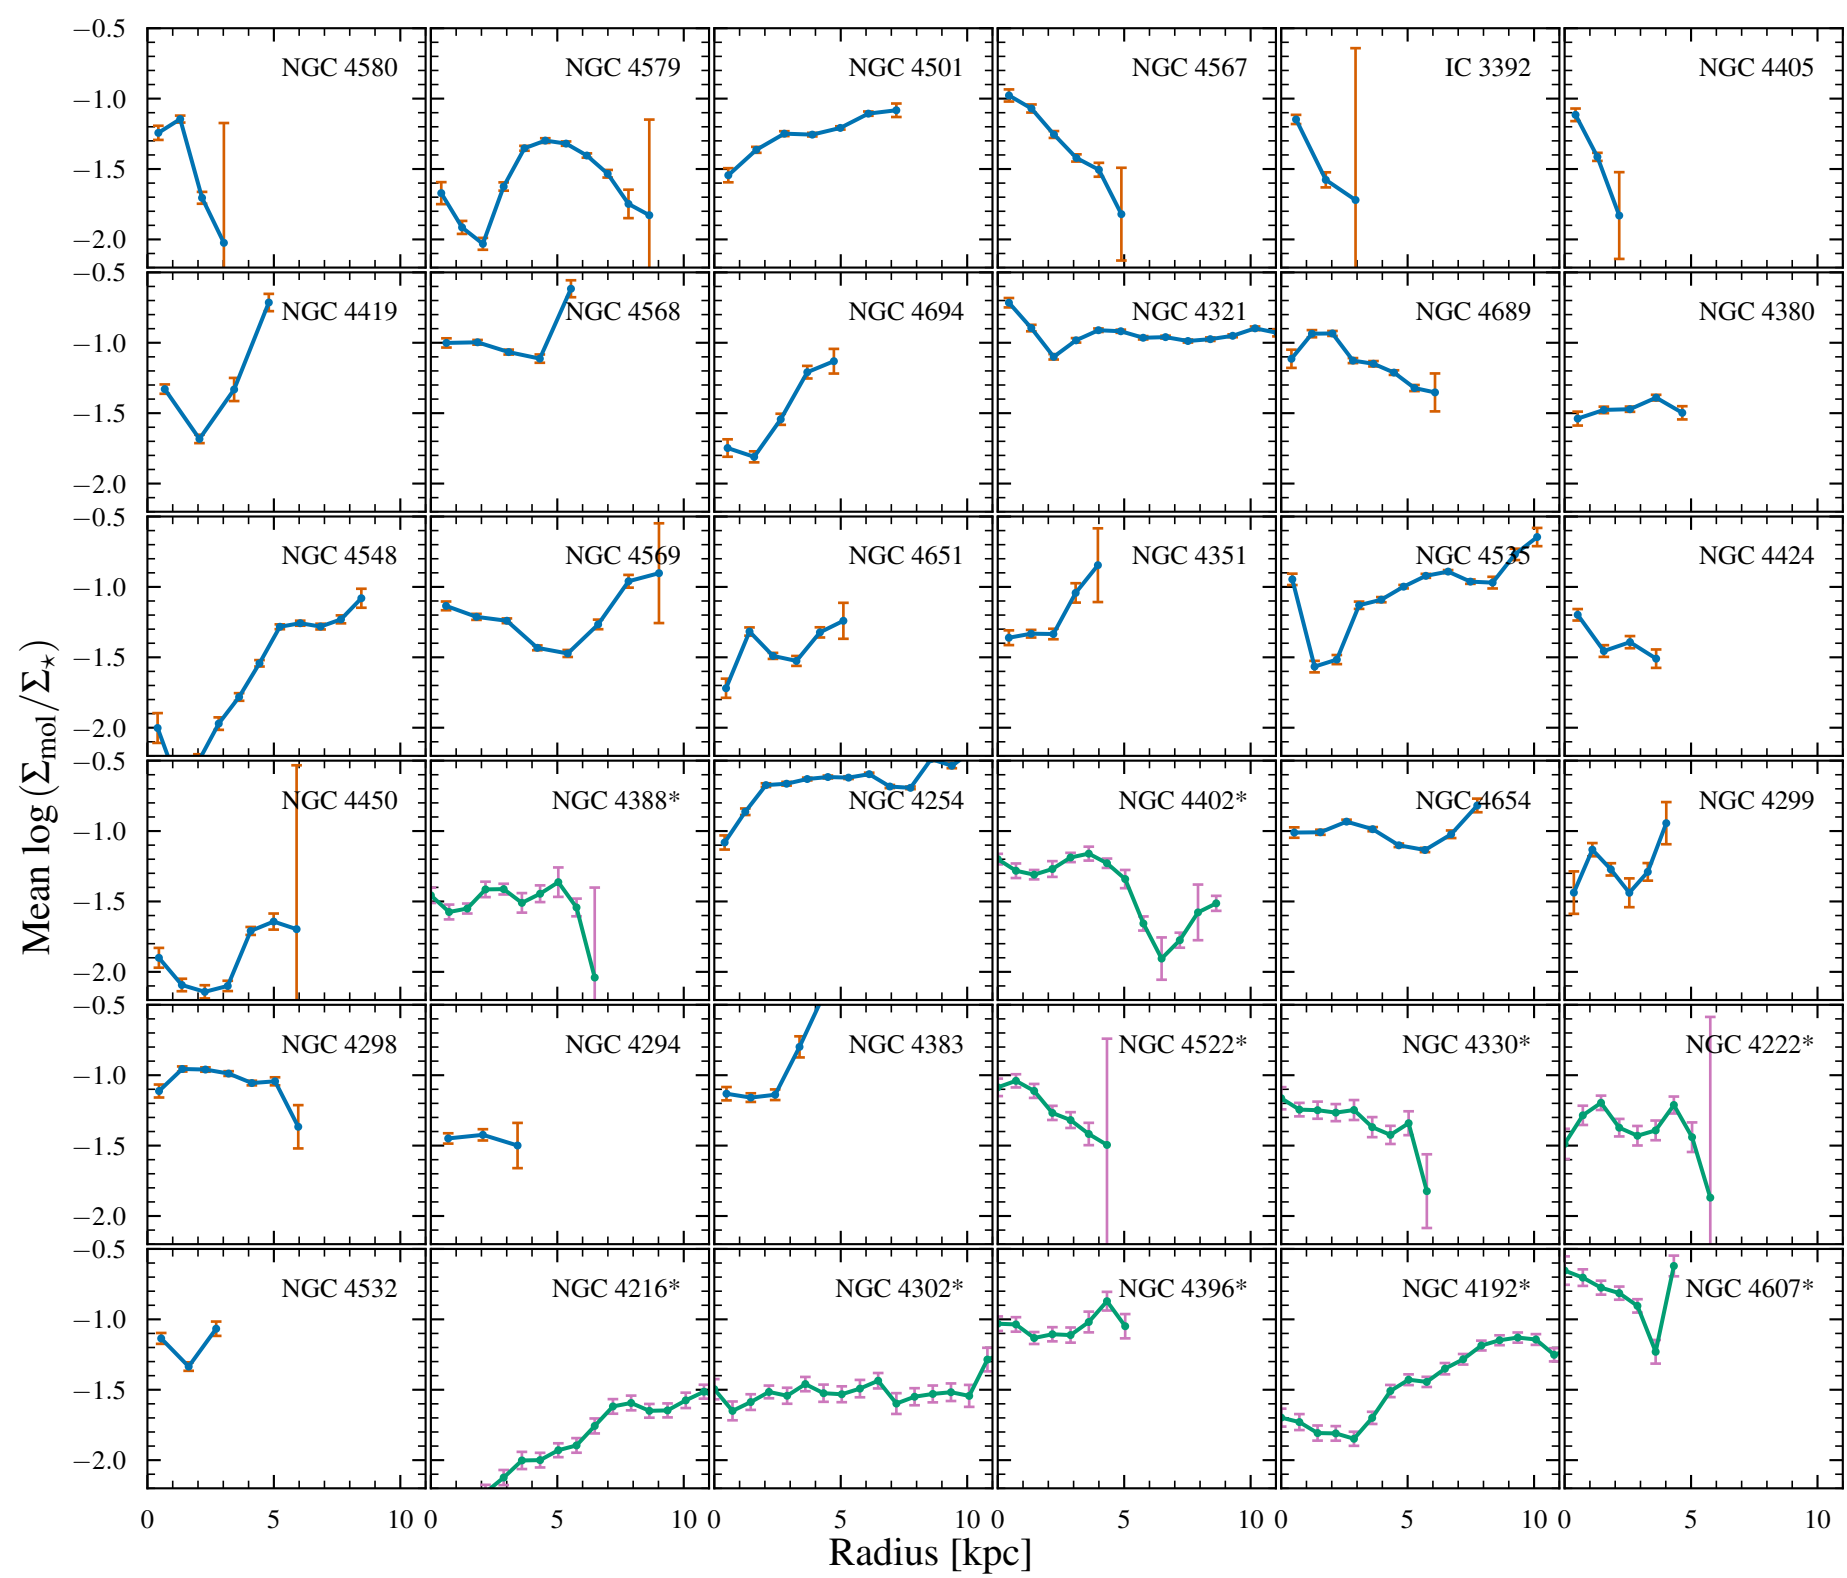 −0.5 NGC 4580 NGC 4579 NGC 4501 NGC 4567 IC 3392 NGC 4405
−1.0
−1.5
−2.0
−0.5 NGC 4419 NGC 4568 NGC 4694 NGC 4321 NGC 4689 NGC 4380
−1.0
−1.5
−2.0
−0.5 NGC 4548 NGC 4569 NGC 4651 NGC 4351 NGC 4535 NGC 4424
−1.0
−1.5
−2.0
−0.5 NGC 4450 NGC 4388* NGC 4254 NGC 4402* NGC 4654 NGC 4299
−1.0
−1.5
−2.0
−0.5 NGC 4298 NGC 4294 NGC 4383 NGC 4522* NGC 4330* NGC 4222*
−1.0
−1.5
−2.0
−0.5 NGC 4532 NGC 4216* NGC 4302* NGC 4396* NGC 4192* NGC 4607*
−1.0
−1.5
−2.0
0 5 10 0 5 10 0 5 10 0 5 10 0 5 10 0 5 10
Radius [kpc]
Mean log (Σ_mol/Σ_⋆)